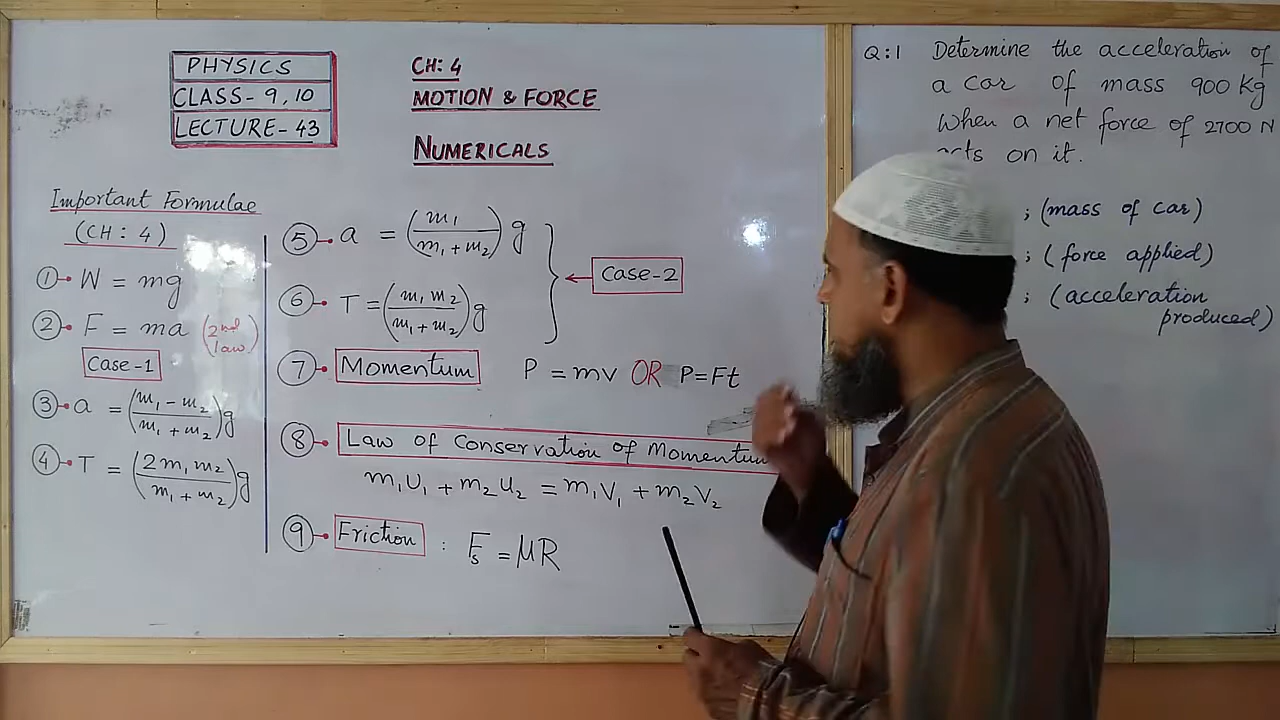 PHYSICS
CLASS- 9,10
LECTURE- 43
CH: 4
MOTION & FORCE
NUMERICALS
Important Formulae
(CH: 4)
① W = mg
② F = ma (2nd law)
Case-1
③ a = (m₁ - m₂ / m₁ + m₂) g
④ T = (2m₁m₂ / m₁ + m₂) g
⑤ a = (m₁ / m₁ + m₂) g
⑥ T = (m₁ m₂ / m₁ + m₂) g
Case-2
⑦ Momentum P = mv OR P=Ft
⑧ Law of Conservation of Momentum
m₁U₁ + m₂U₂ = m₁V₁ + m₂V₂
⑨ Friction : Fs = μR
Q:1 Determine the acceleration of
a car of mass 900 Kg
When a net force of 2700 N
acts on it.
; (mass of car)
; (force applied)
; (acceleration
produced)